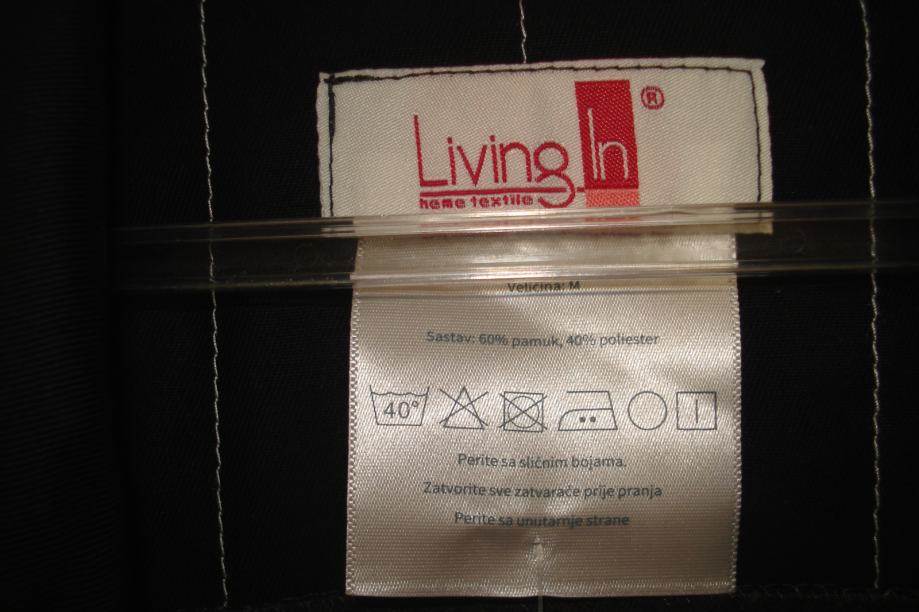 Living In ®
home textile
Veličina: M
Sastav: 60% pamuk, 40% poliester
40°
Perite sa sličnim bojama.
Zatvorite sve zatvarače prije pranja
Perite sa unutarnje strane